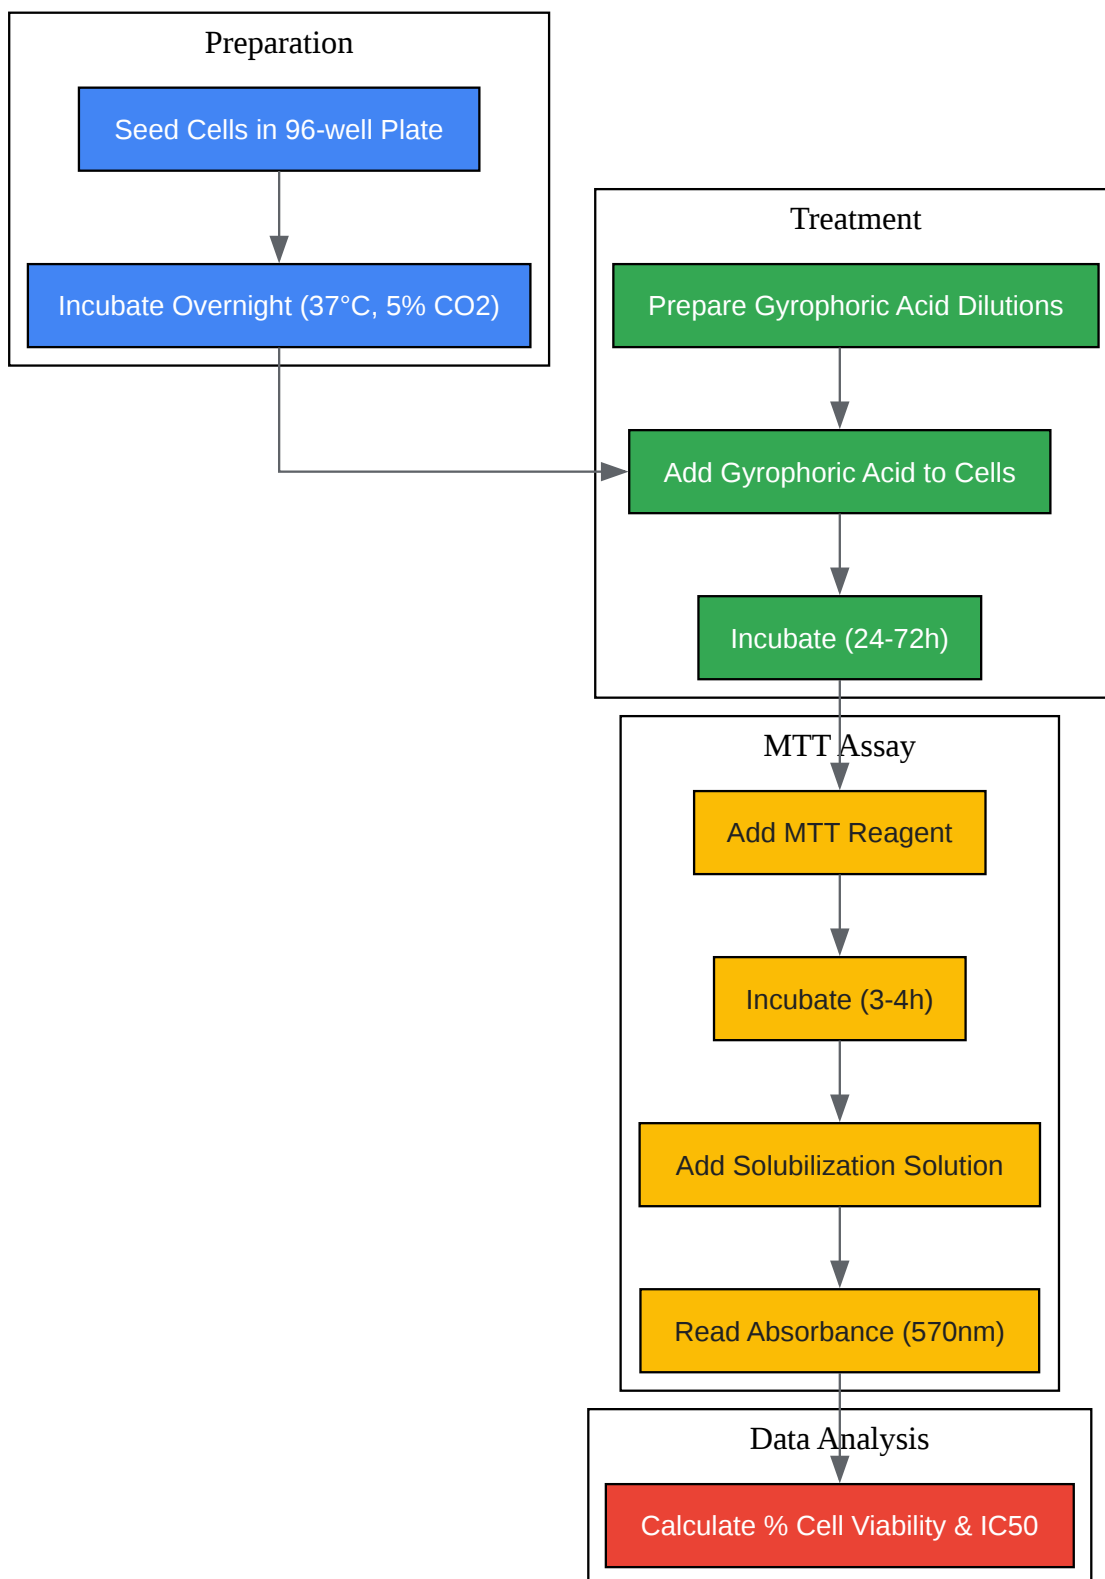 Preparation
Seed Cells in 96-well Plate
Incubate Overnight (37°C, 5% CO2)
Treatment
Prepare Gyrophoric Acid Dilutions
Add Gyrophoric Acid to Cells
Incubate (24-72h)
MTT Assay
Add MTT Reagent
Incubate (3-4h)
Add Solubilization Solution
Read Absorbance (570nm)
Data Analysis
Calculate % Cell Viability & IC50